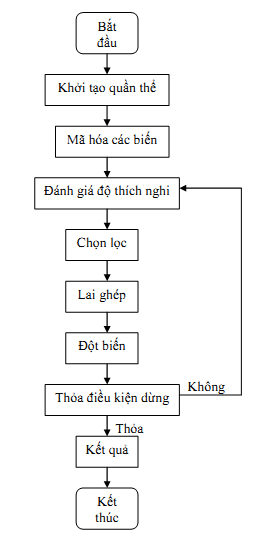 Bắt
đầu
Khởi tạo quần thể
Mã hóa các biến
Đánh giá độ thích nghi
Chọn lọc
Lai ghép
Đột biến
Không
Thỏa điều kiện dừng
Thỏa
Kết quả
Kết
thúc